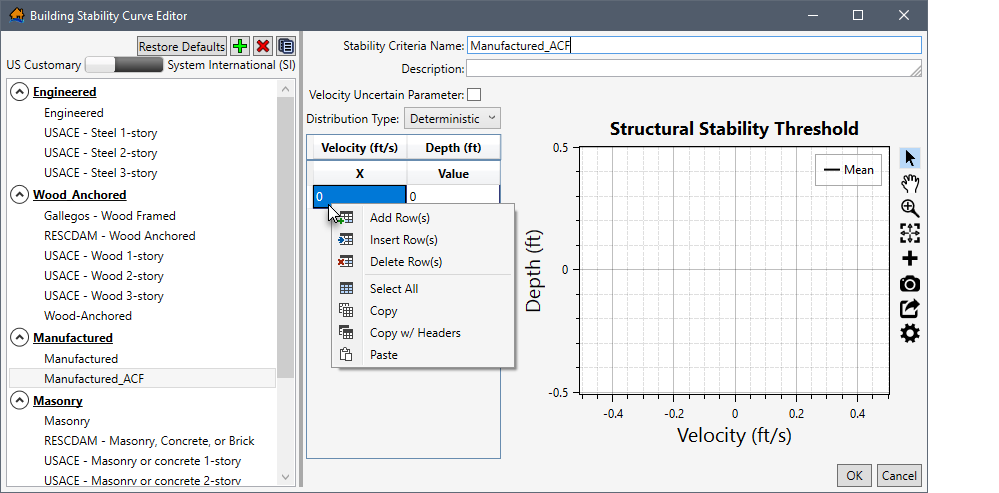 Building Stability Curve Editor
Restore Defaults
US Customary
System International (SI)
Engineered
Engineered
USACE - Steel 1-story
USACE - Steel 2-story
USACE - Steel 3-story
Wood_Anchored
Gallegos - Wood Framed
RESCDAM - Wood Anchored
USACE - Wood 1-story
USACE - Wood 2-story
USACE - Wood 3-story
Wood-Anchored
Manufactured
Manufactured
Manufactured_ACF
Masonry
Masonry
RESCDAM - Masonry, Concrete, or Brick
USACE - Masonry or concrete 1-story
USACE - Masonry or concrete 2-story
Stability Criteria Name: Manufactured_ACF
Description:
Velocity Uncertain Parameter:
Distribution Type: Deterministic
Velocity (ft/s) Depth (ft)
X Value
0 0
Add Row(s)
Insert Row(s)
Delete Row(s)
Select All
Copy
Copy w/ Headers
Paste
Structural Stability Threshold
Mean
0.5
0
-0.5
Depth (ft)
-0.4 -0.2 0 0.2 0.4
Velocity (ft/s)
OK Cancel